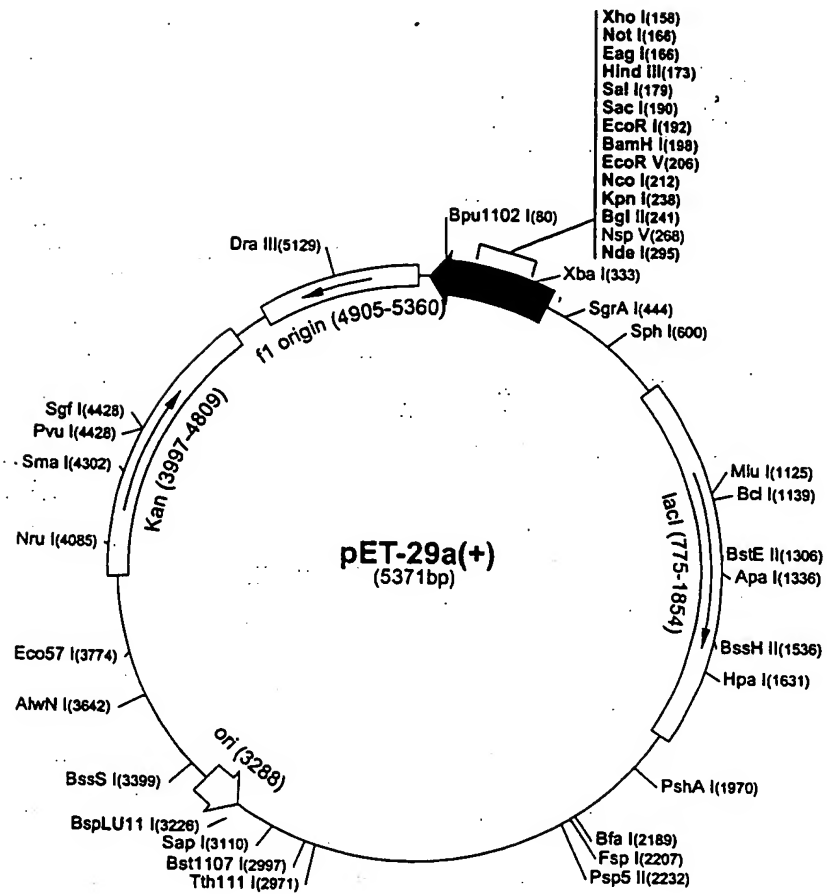 Xho I(158)
Not I(166)
Eag I(166)
Hind III(173)
Sal I(179)
Sac I(190)
EcoR I(192)
BamH I(198)
EcoR V(206)
Nco I(212)
Kpn I(238)
Bgl II(241)
Nsp V(268)
Nde I(295)
Bpu1102 I(80)
Dra III(5129)
Xba I(333)
SgrA I(444)
Sph I(600)
f1 origin (4905-5360)
Sgf I(4428)
Pvu I(4428)
Sma I(4302)
Kan (3997-4809)
Nru I(4085)
Mlu I(1125)
Bcl I(1139)
lacI (775-1854)
BstE II(1306)
Apa I(1336)
pET-29a(+)
(5371bp)
BssH II(1536)
Hpa I(1631)
Eco57 I(3774)
AlwN I(3642)
ori (3288)
BssS I(3399)
PshA I(1970)
BspLU11 I(3226)
Sap I(3110)
Bst1107 I(2997)
Tth111 I(2971)
Bfa I(2189)
Fsp I(2207)
Psp5 II(2232)